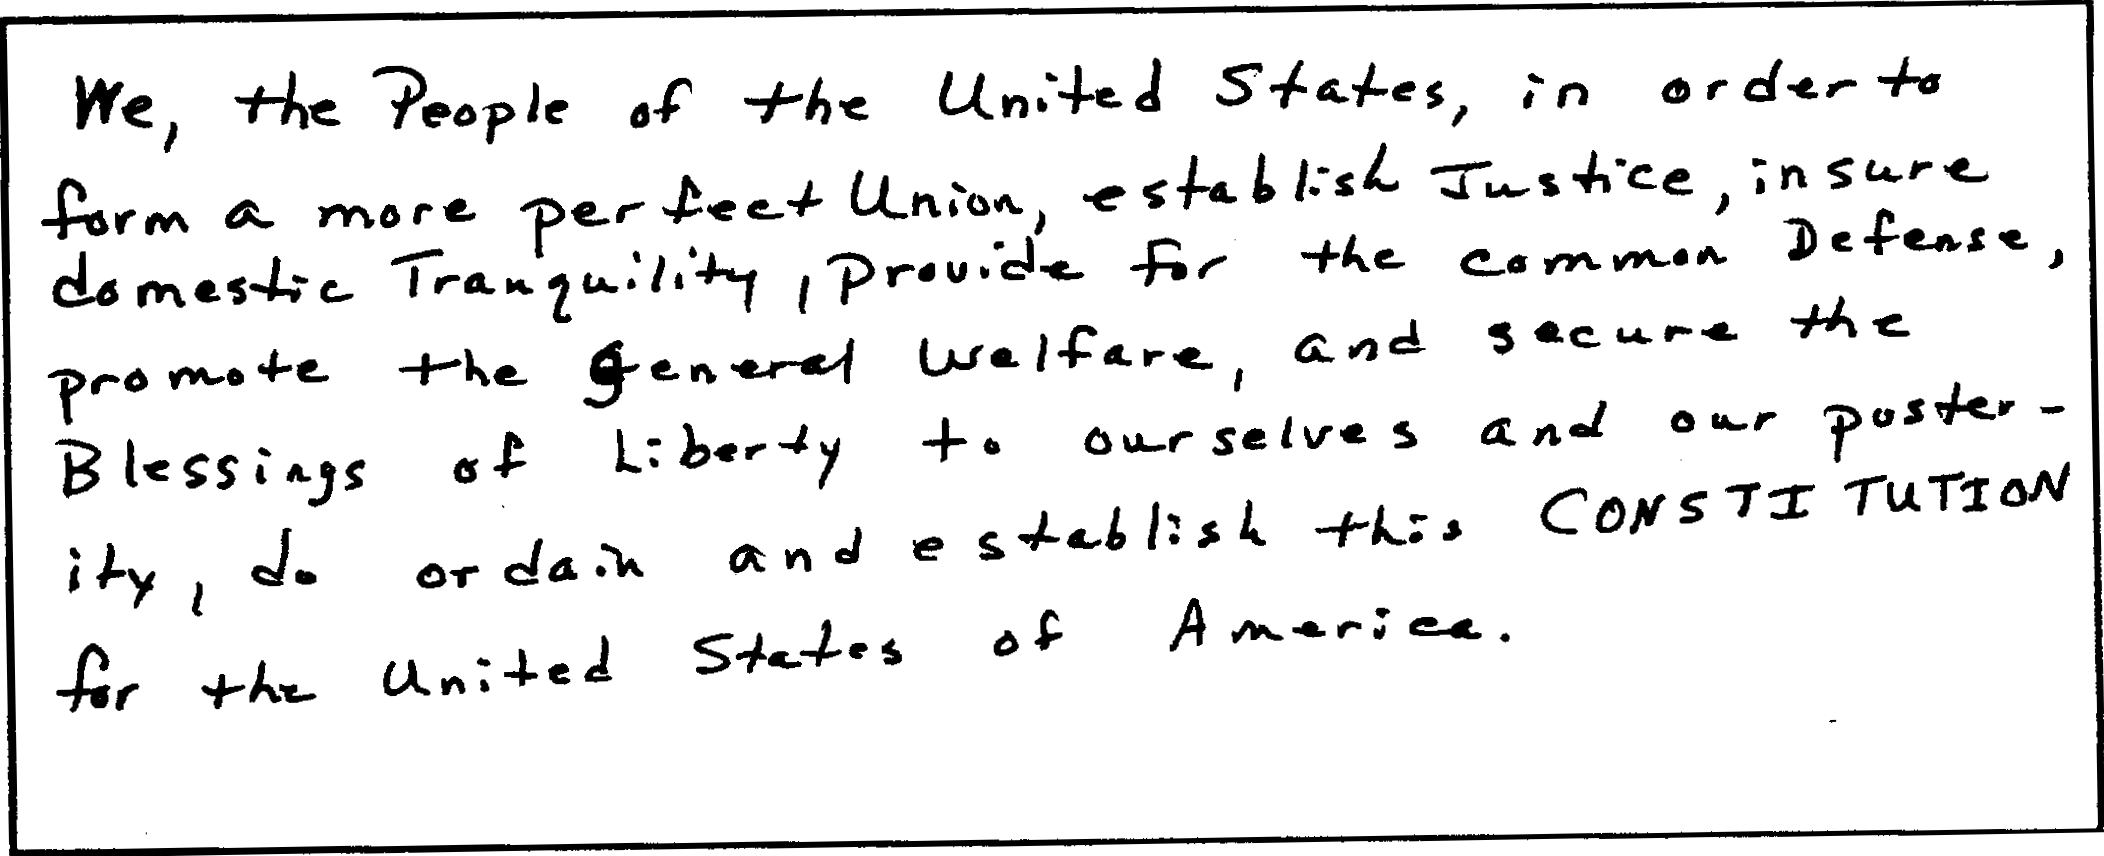 We, the People of the United States, in order to
form a more perfect Union, establish Justice, insure
domestic Tranquility, provide for the common Defense,
promote the general Welfare, and secure the
Blessings of Liberty to ourselves and our poster-
ity, do ordain and establish this CONSTITUTION
for the United States of America.